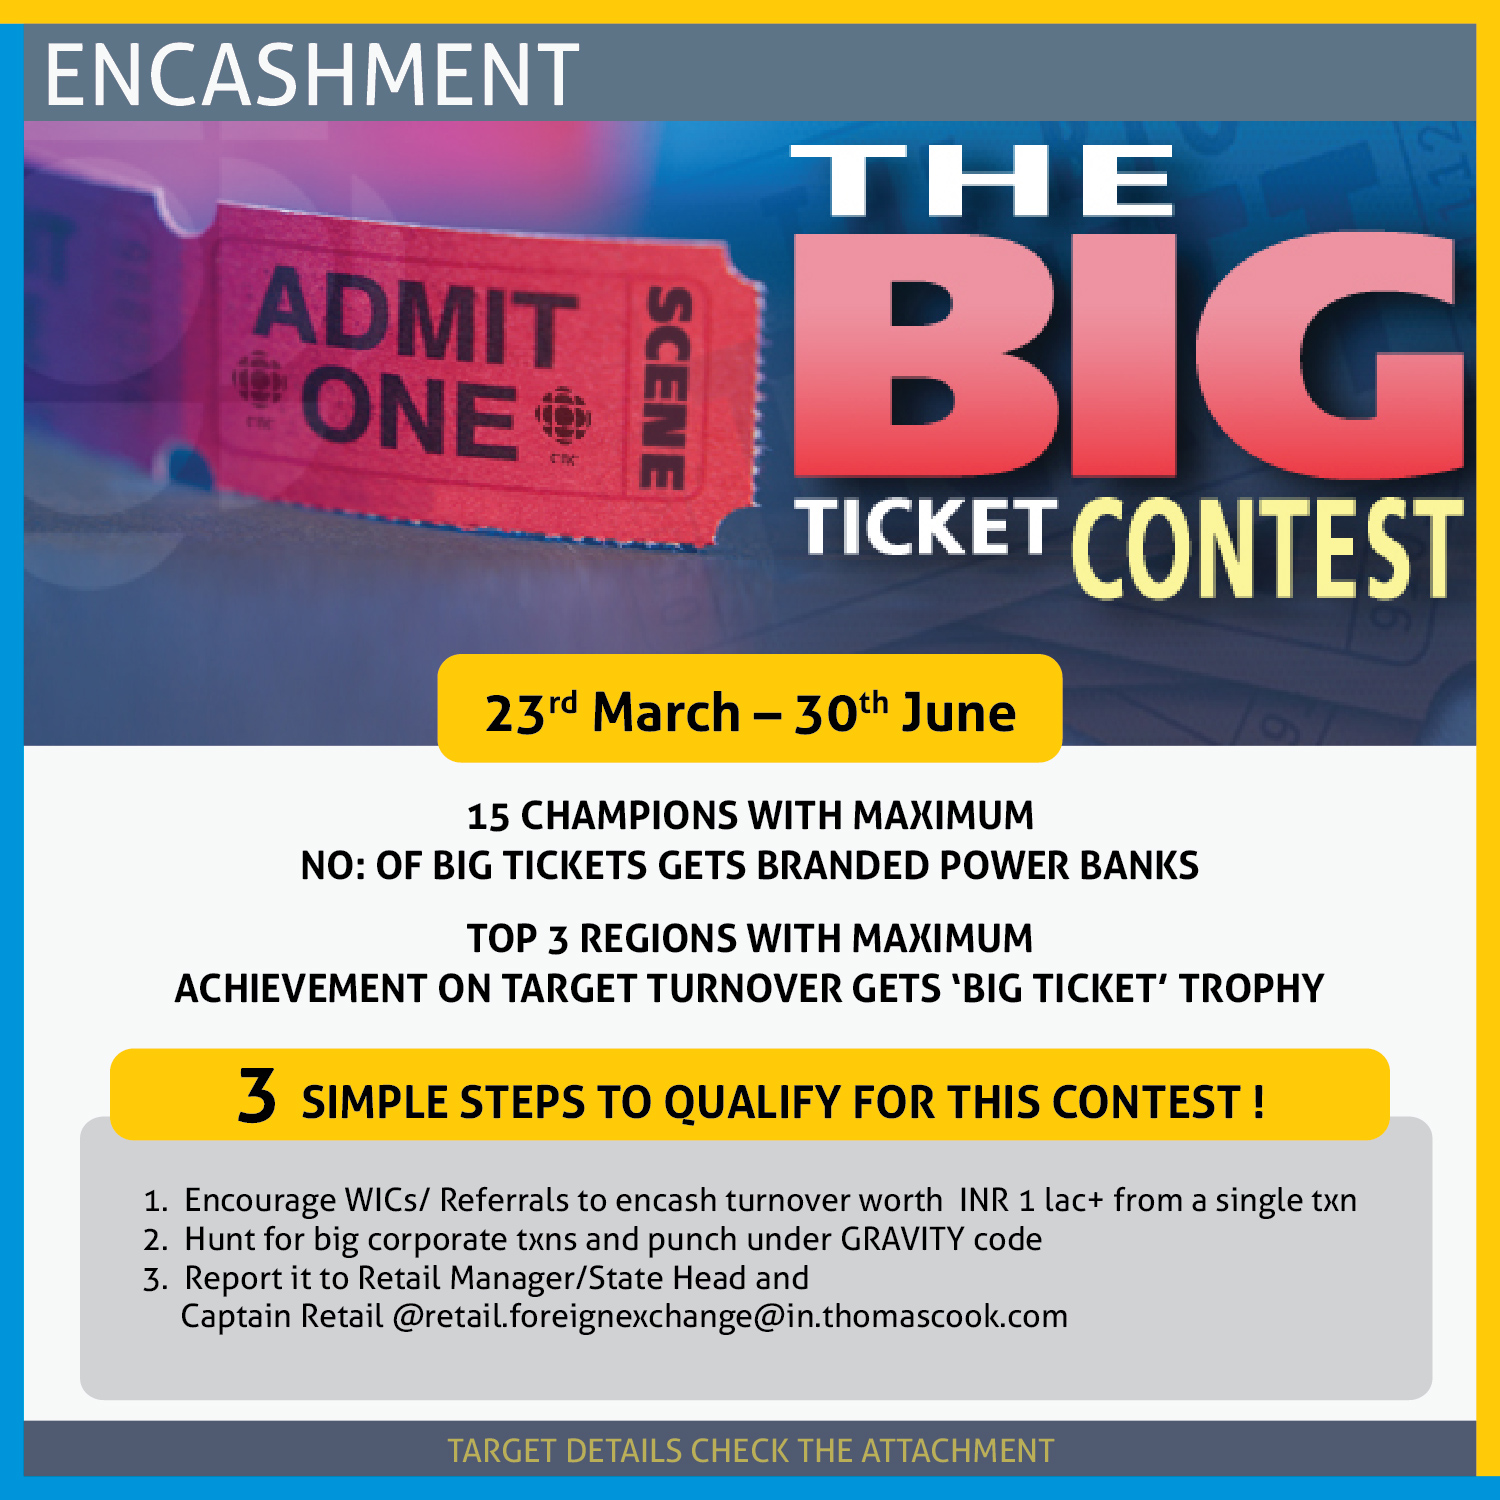 ENCASHMENT
THE
BIG
TICKET CONTEST
ADMIT
ONE
SCENE
CBC
CBC
23rd March – 30th June
15 CHAMPIONS WITH MAXIMUM
NO: OF BIG TICKETS GETS BRANDED POWER BANKS
TOP 3 REGIONS WITH MAXIMUM
ACHIEVEMENT ON TARGET TURNOVER GETS ‘BIG TICKET’ TROPHY
3 SIMPLE STEPS TO QUALIFY FOR THIS CONTEST !
1. Encourage WICs/ Referrals to encash turnover worth INR 1 lac+ from a single txn
2. Hunt for big corporate txns and punch under GRAVITY code
3. Report it to Retail Manager/State Head and
Captain Retail @retail.foreignexchange@in.thomascook.com
TARGET DETAILS CHECK THE ATTACHMENT